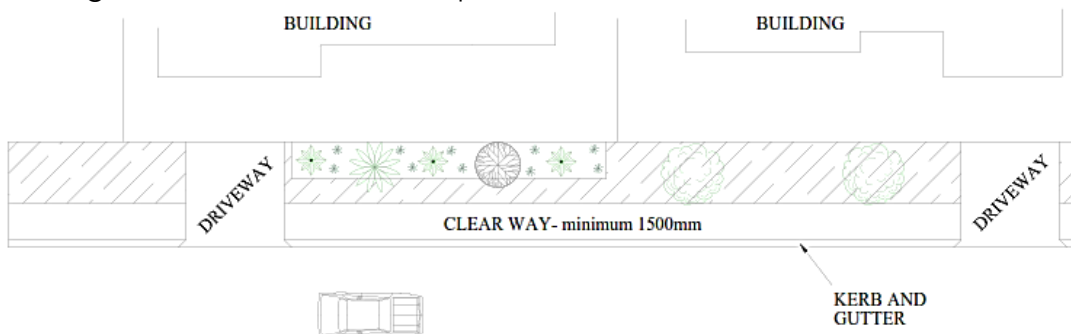 BUILDING
BUILDING
DRIVEWAY
DRIVEWAY
CLEAR WAY- minimum 1500mm
KERB AND
GUTTER